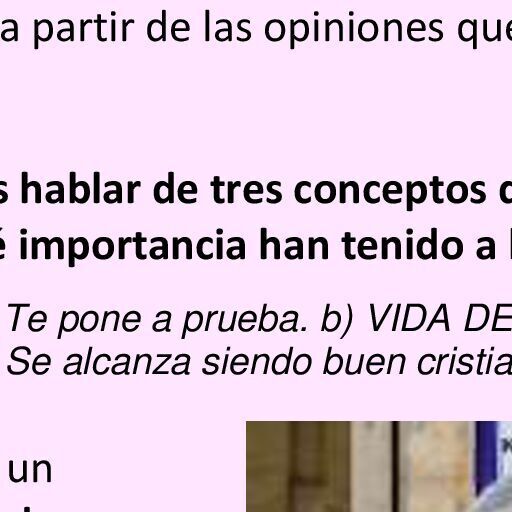 a partir de las opiniones que
s hablar de tres conceptos
é importancia han tenido a
Te pone a prueba. b) VIDA DE
Se alcanza siendo buen cristia
un